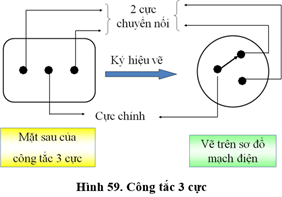 2 cực
chuyển nối
Ký hiệu vẽ
Cực chính
Mặt sau của
công tắc 3 cực
Vẽ trên sơ đồ
mạch điện
Hình 59. Công tắc 3 cực